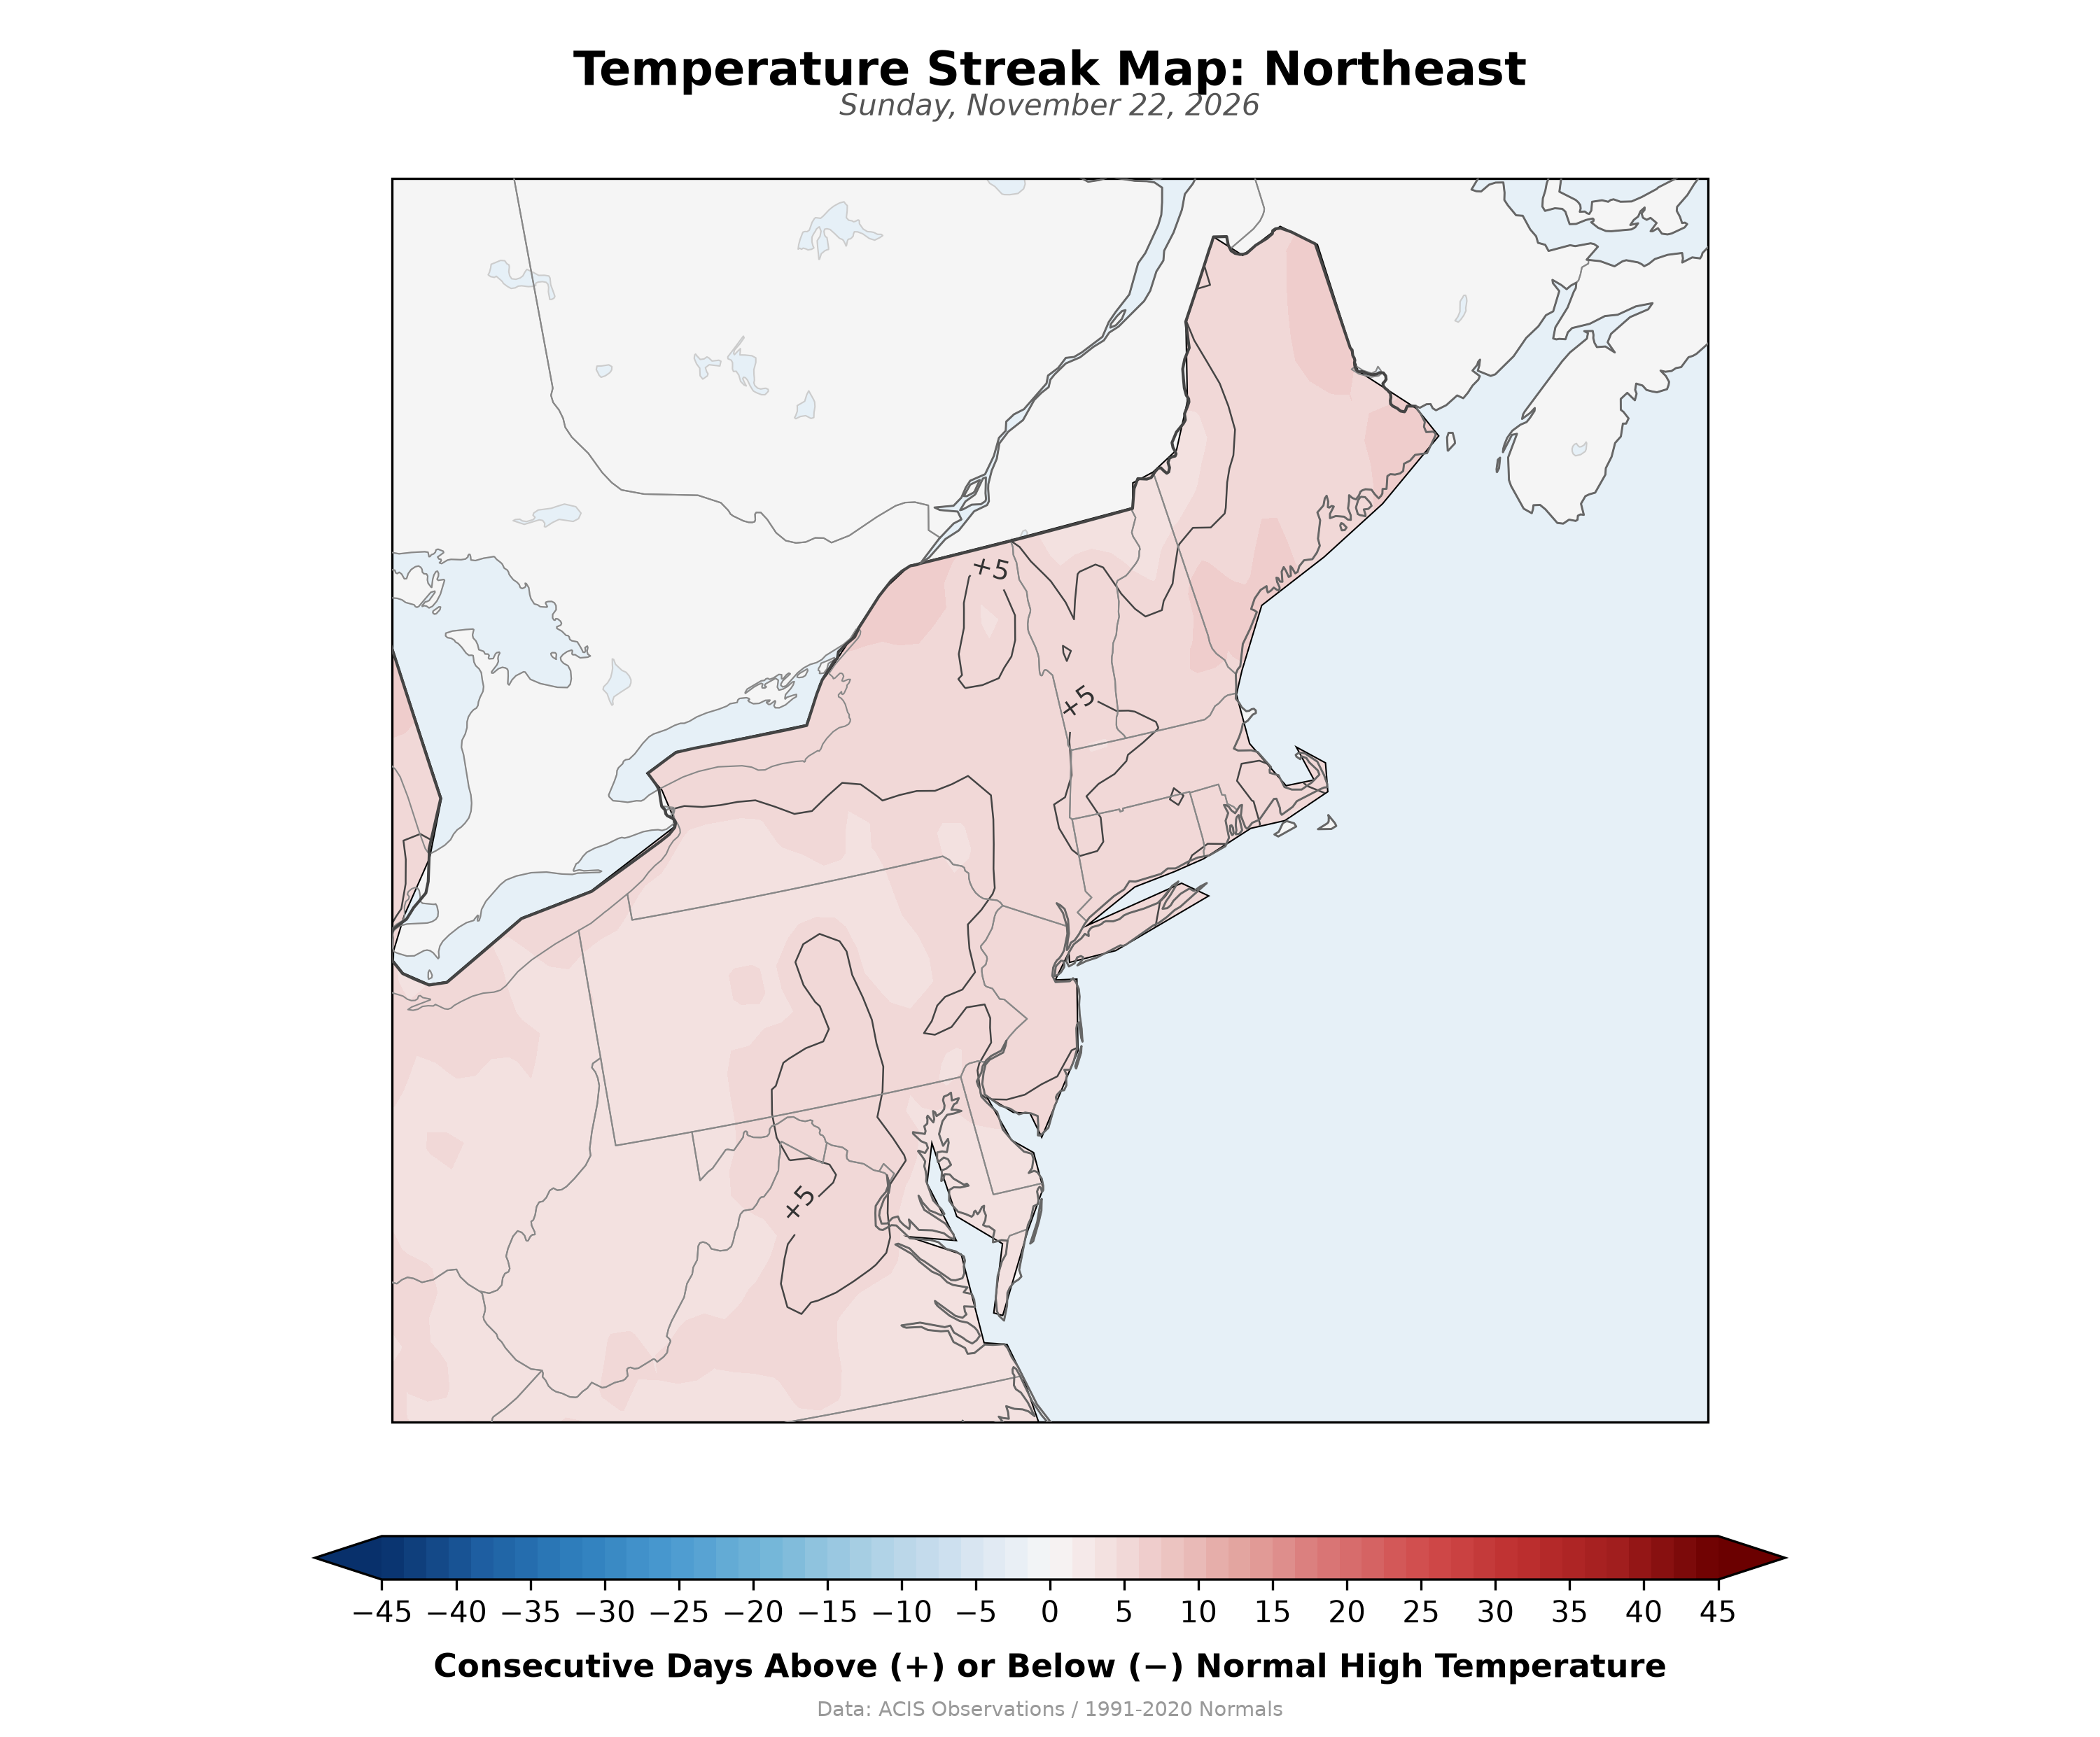 Temperature Streak Map: Northeast
Sunday, November 22, 2026
+5
+5
+5
−45 −40 −35 −30 −25 −20 −15 −10 −5 0 5 10 15 20 25 30 35 40 45
Consecutive Days Above (+) or Below (−) Normal High Temperature
Data: ACIS Observations / 1991-2020 Normals